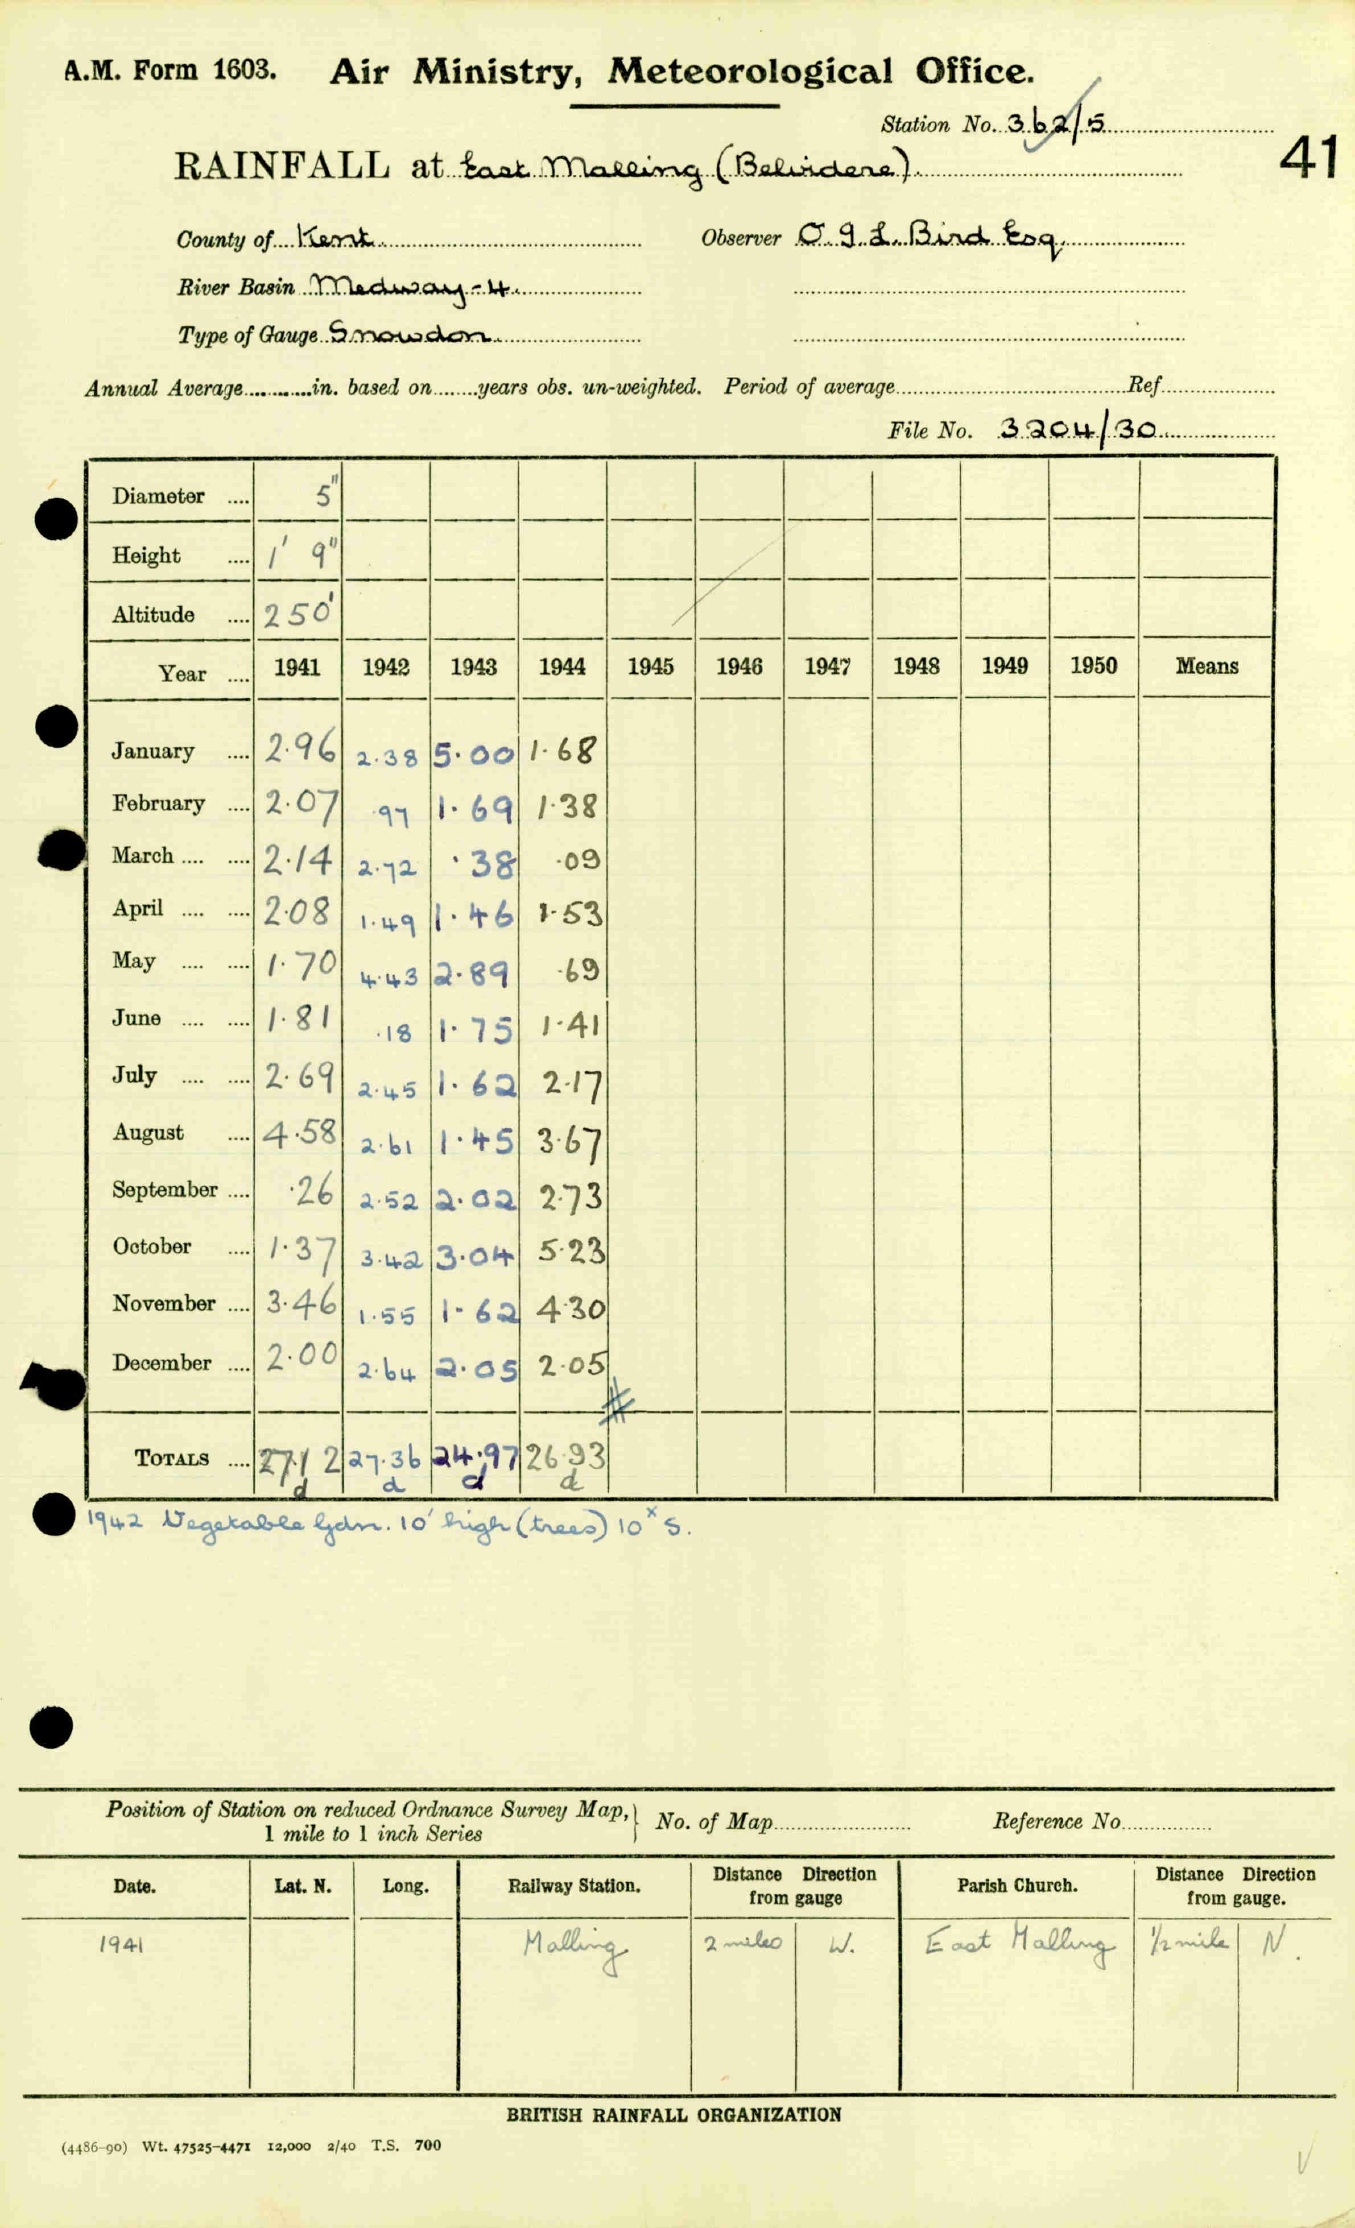 A.M. Form 1603. Air Ministry, Meteorological Office.
Station No. 362/5
41
RAINFALL at East Malling (Belvidere)
County of Kent Observer O. G. L. Bird Esq
River Basin Medway - 4
Type of Gauge Snowdon
Annual Average in. based on years obs. un-weighted. Period of average Ref
File No. 3204/30
Diameter .... 5"
Height .... 1' 9"
Altitude .... 250'
Year .... 1941 1942 1943 1944 1945 1946 1947 1948 1949 1950 Means
January .... 2.96 2.38 5.00 1.68
February .... 2.07 .97 1.69 1.38
March .... .... 2.14 2.72 .38 .09
April .... .... 2.08 1.49 1.46 1.53
May .... .... 1.70 4.43 2.89 .69
June .... .... 1.81 .18 1.75 1.41
July .... .... 2.69 2.45 1.62 2.17
August .... 4.58 2.61 1.45 3.67
September .... .26 2.52 2.02 2.73
October .... 1.37 3.42 3.04 5.23
November .... 3.46 1.55 1.62 4.30
December .... 2.00 2.64 2.05 2.05
TOTALS .... 27.12 27.36 24.97 26.93
d d d d
1942 Vegetable Gdn. 10' high (trees) 10ˣ S.
Position of Station on reduced Ordnance Survey Map, } No. of Map Reference No
1 mile to 1 inch Series
Date. Lat. N. Long. Railway Station. Distance Direction from gauge Parish Church. Distance Direction from gauge.
1941 Malling 2 miles W. East Malling 1/2 mile N.
BRITISH RAINFALL ORGANIZATION
(4486-90) Wt. 47525-4471 12,000 2/40 T.S. 700